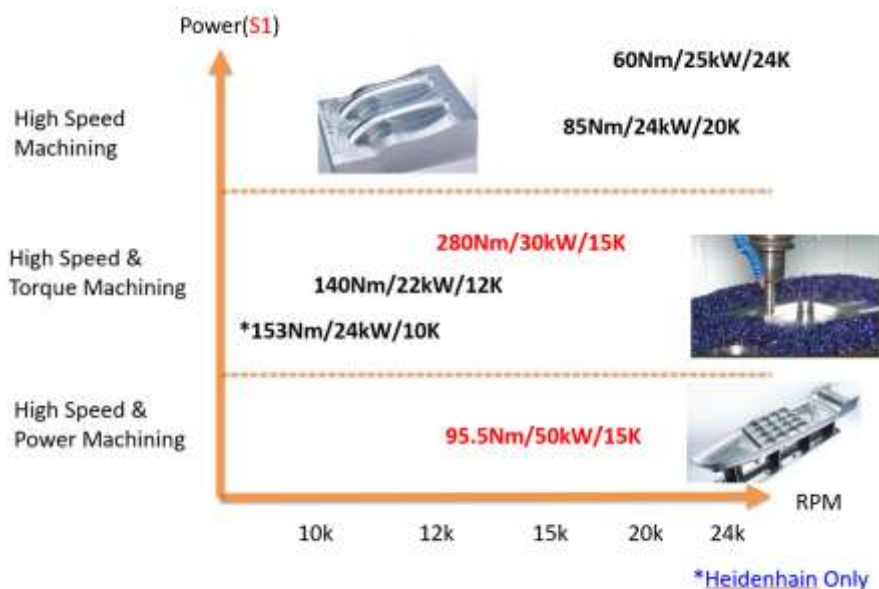 Power(S1)
60Nm/25kW/24K
High Speed
Machining
85Nm/24kW/20K
280Nm/30kW/15K
High Speed &
Torque Machining
140Nm/22kW/12K
*153Nm/24kW/10K
High Speed &
Power Machining
95.5Nm/50kW/15K
RPM
10k 12k 15k 20k 24k
*Heidenhain Only